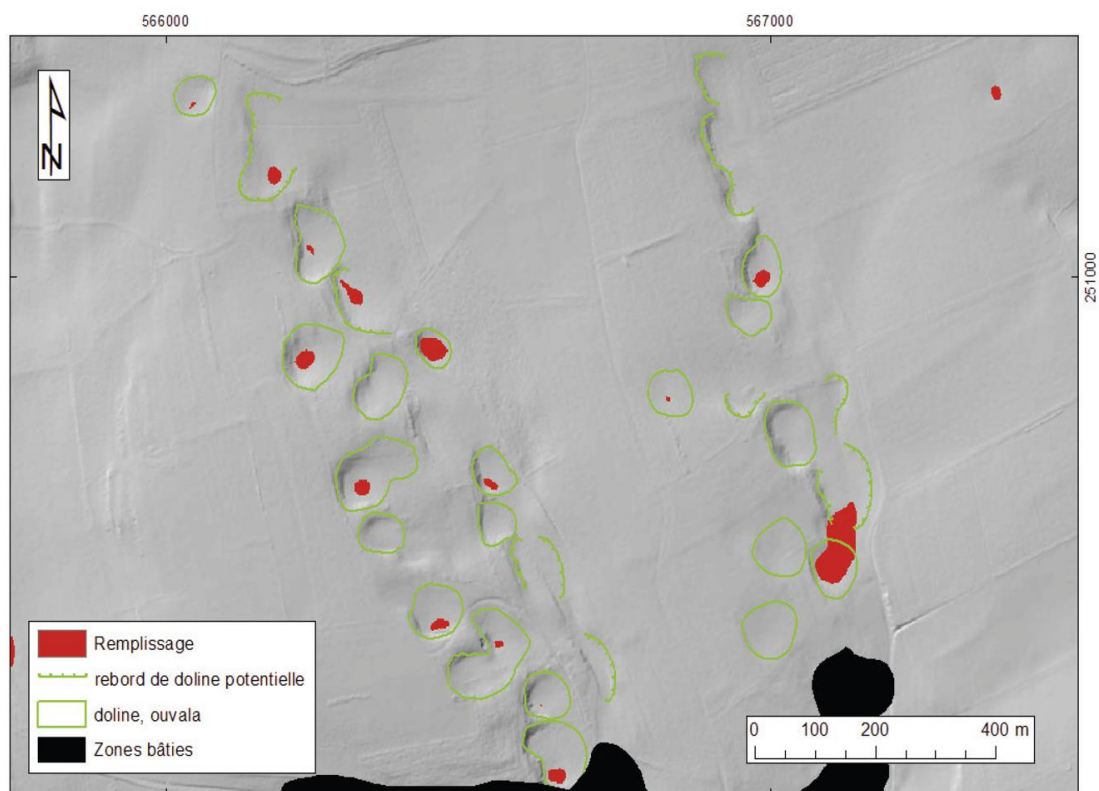 566000
567000
N
251000
Remplissage
rebord de doline potentielle
doline, ouvala
Zones bâties
0 100 200 400 m